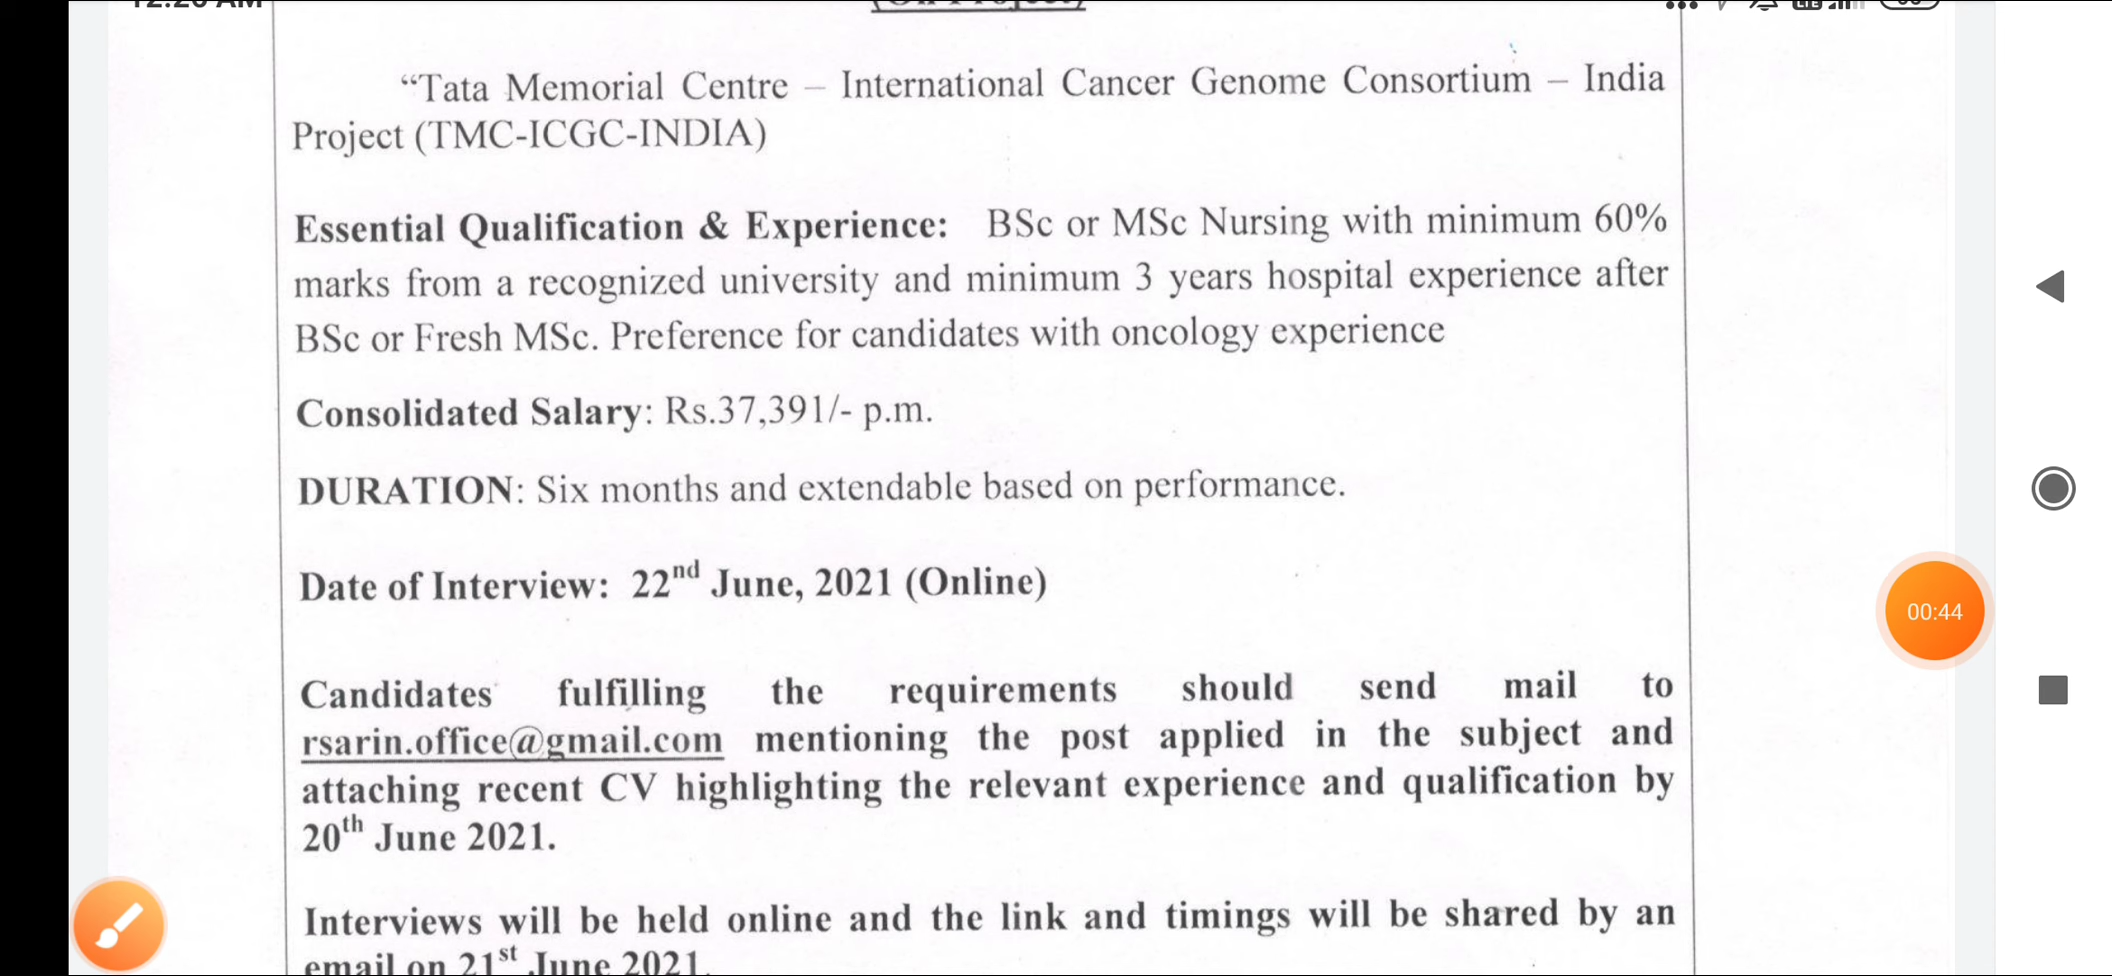 “Tata Memorial Centre – International Cancer Genome Consortium – India
Project (TMC-ICGC-INDIA)
Essential Qualification & Experience: BSc or MSc Nursing with minimum 60%
marks from a recognized university and minimum 3 years hospital experience after
BSc or Fresh MSc. Preference for candidates with oncology experience
Consolidated Salary: Rs.37,391/- p.m.
DURATION: Six months and extendable based on performance.
Date of Interview: 22nd June, 2021 (Online)
00:44
Candidates fulfilling the requirements should send mail to
rsarin.office@gmail.com mentioning the post applied in the subject and
attaching recent CV highlighting the relevant experience and qualification by
20th June 2021.
Interviews will be held online and the link and timings will be shared by an
email on 21st June 2021.